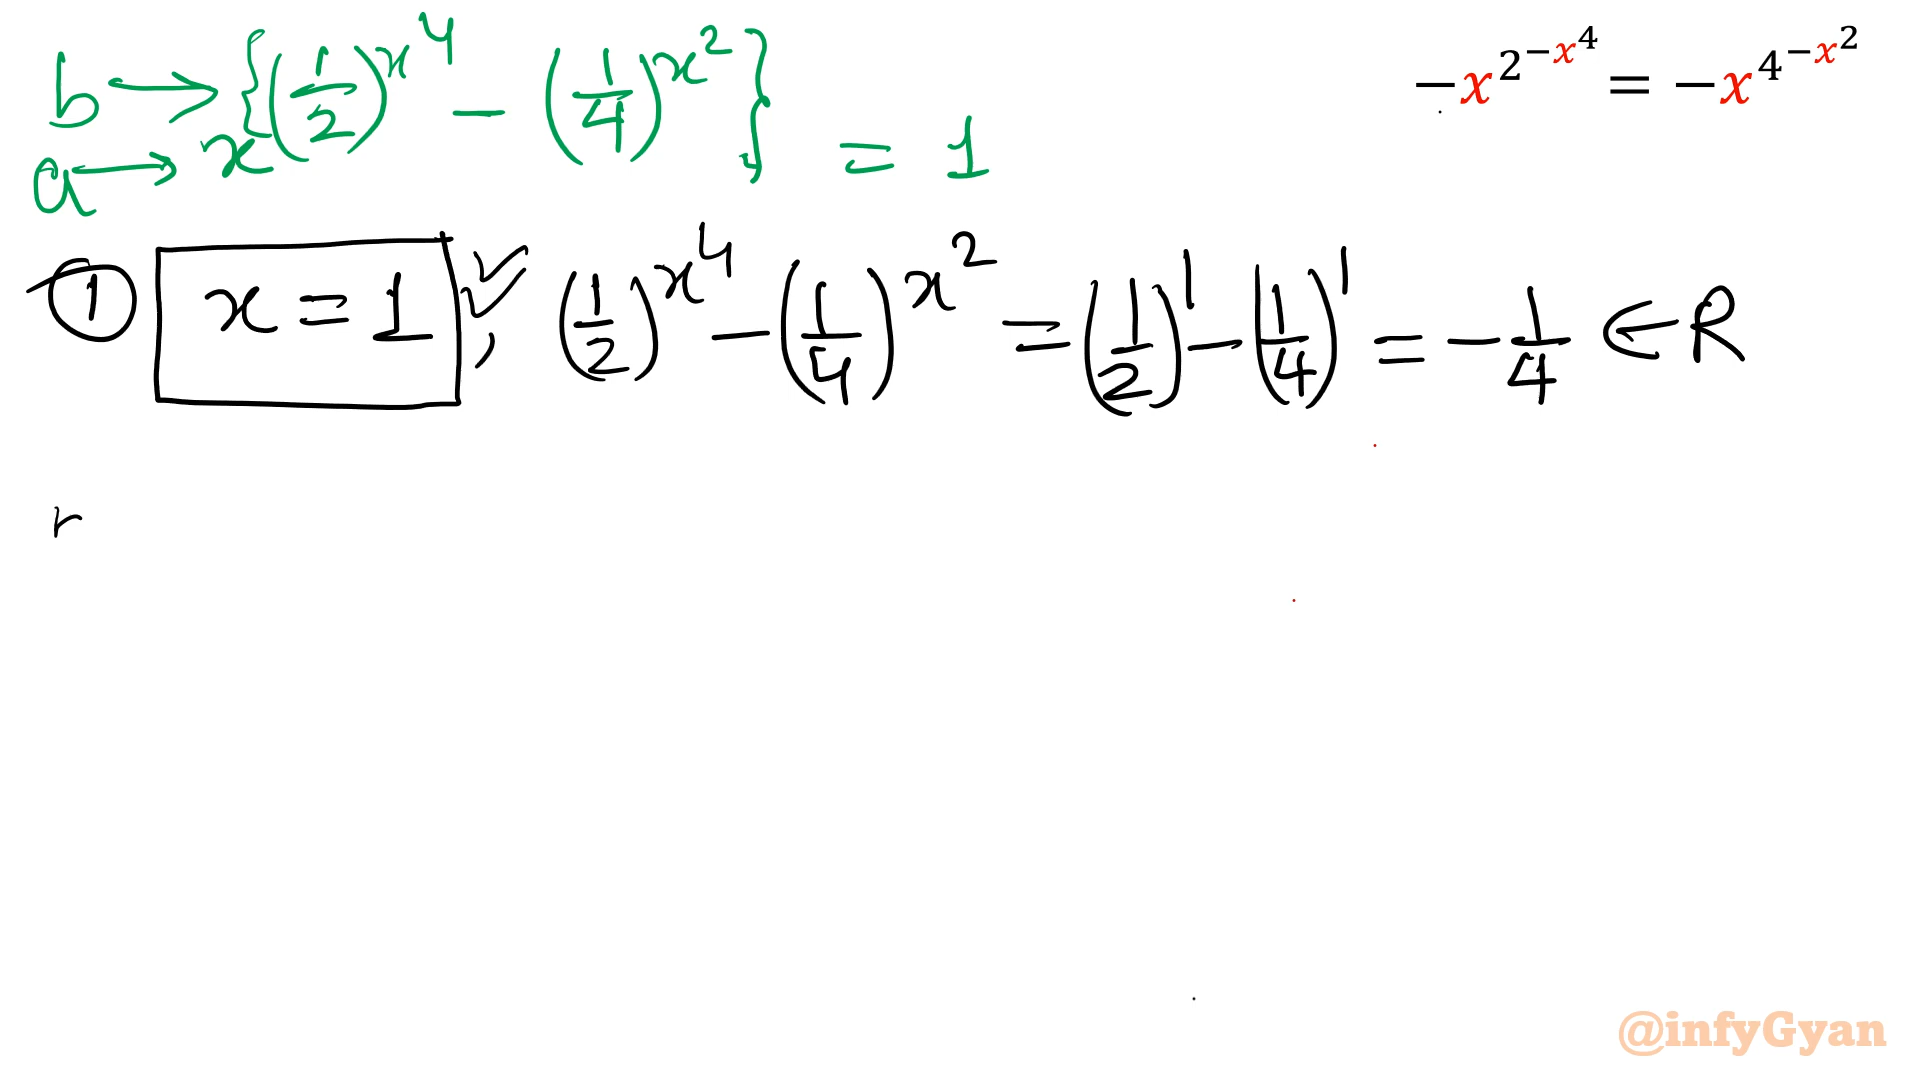 b → {(1/2)^x^4 − (1/4)^x^2}
a → x = 1
−x^2^−x^4 = −x^4^−x^2
① x = 1 ✓✓, (1/2)^x^4 − (1/4)^x^2 = (1/2)^1 − (1/4)^1 = −1/4 ∈ R
r
@infyGyan